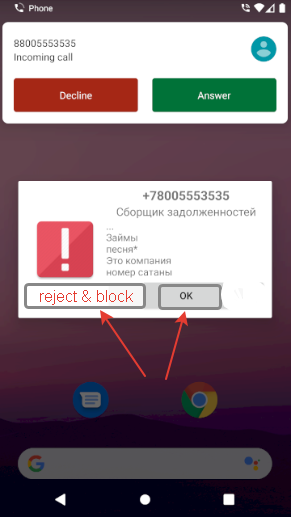 Phone
88005553535
Incoming call
Decline
Answer
+78005553535
Сборщик задолженностей
...
Займы
песня*
Это компания
номер сатаны
reject & block
OK